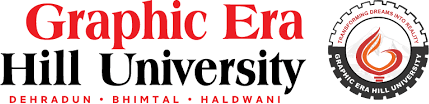 Graphic Era
Hill University
DEHRADUN • BHIMTAL • HALDWANI
TRANSFORMING DREAMS INTO REALITY
GRAPHIC ERA HILL UNIVERSITY